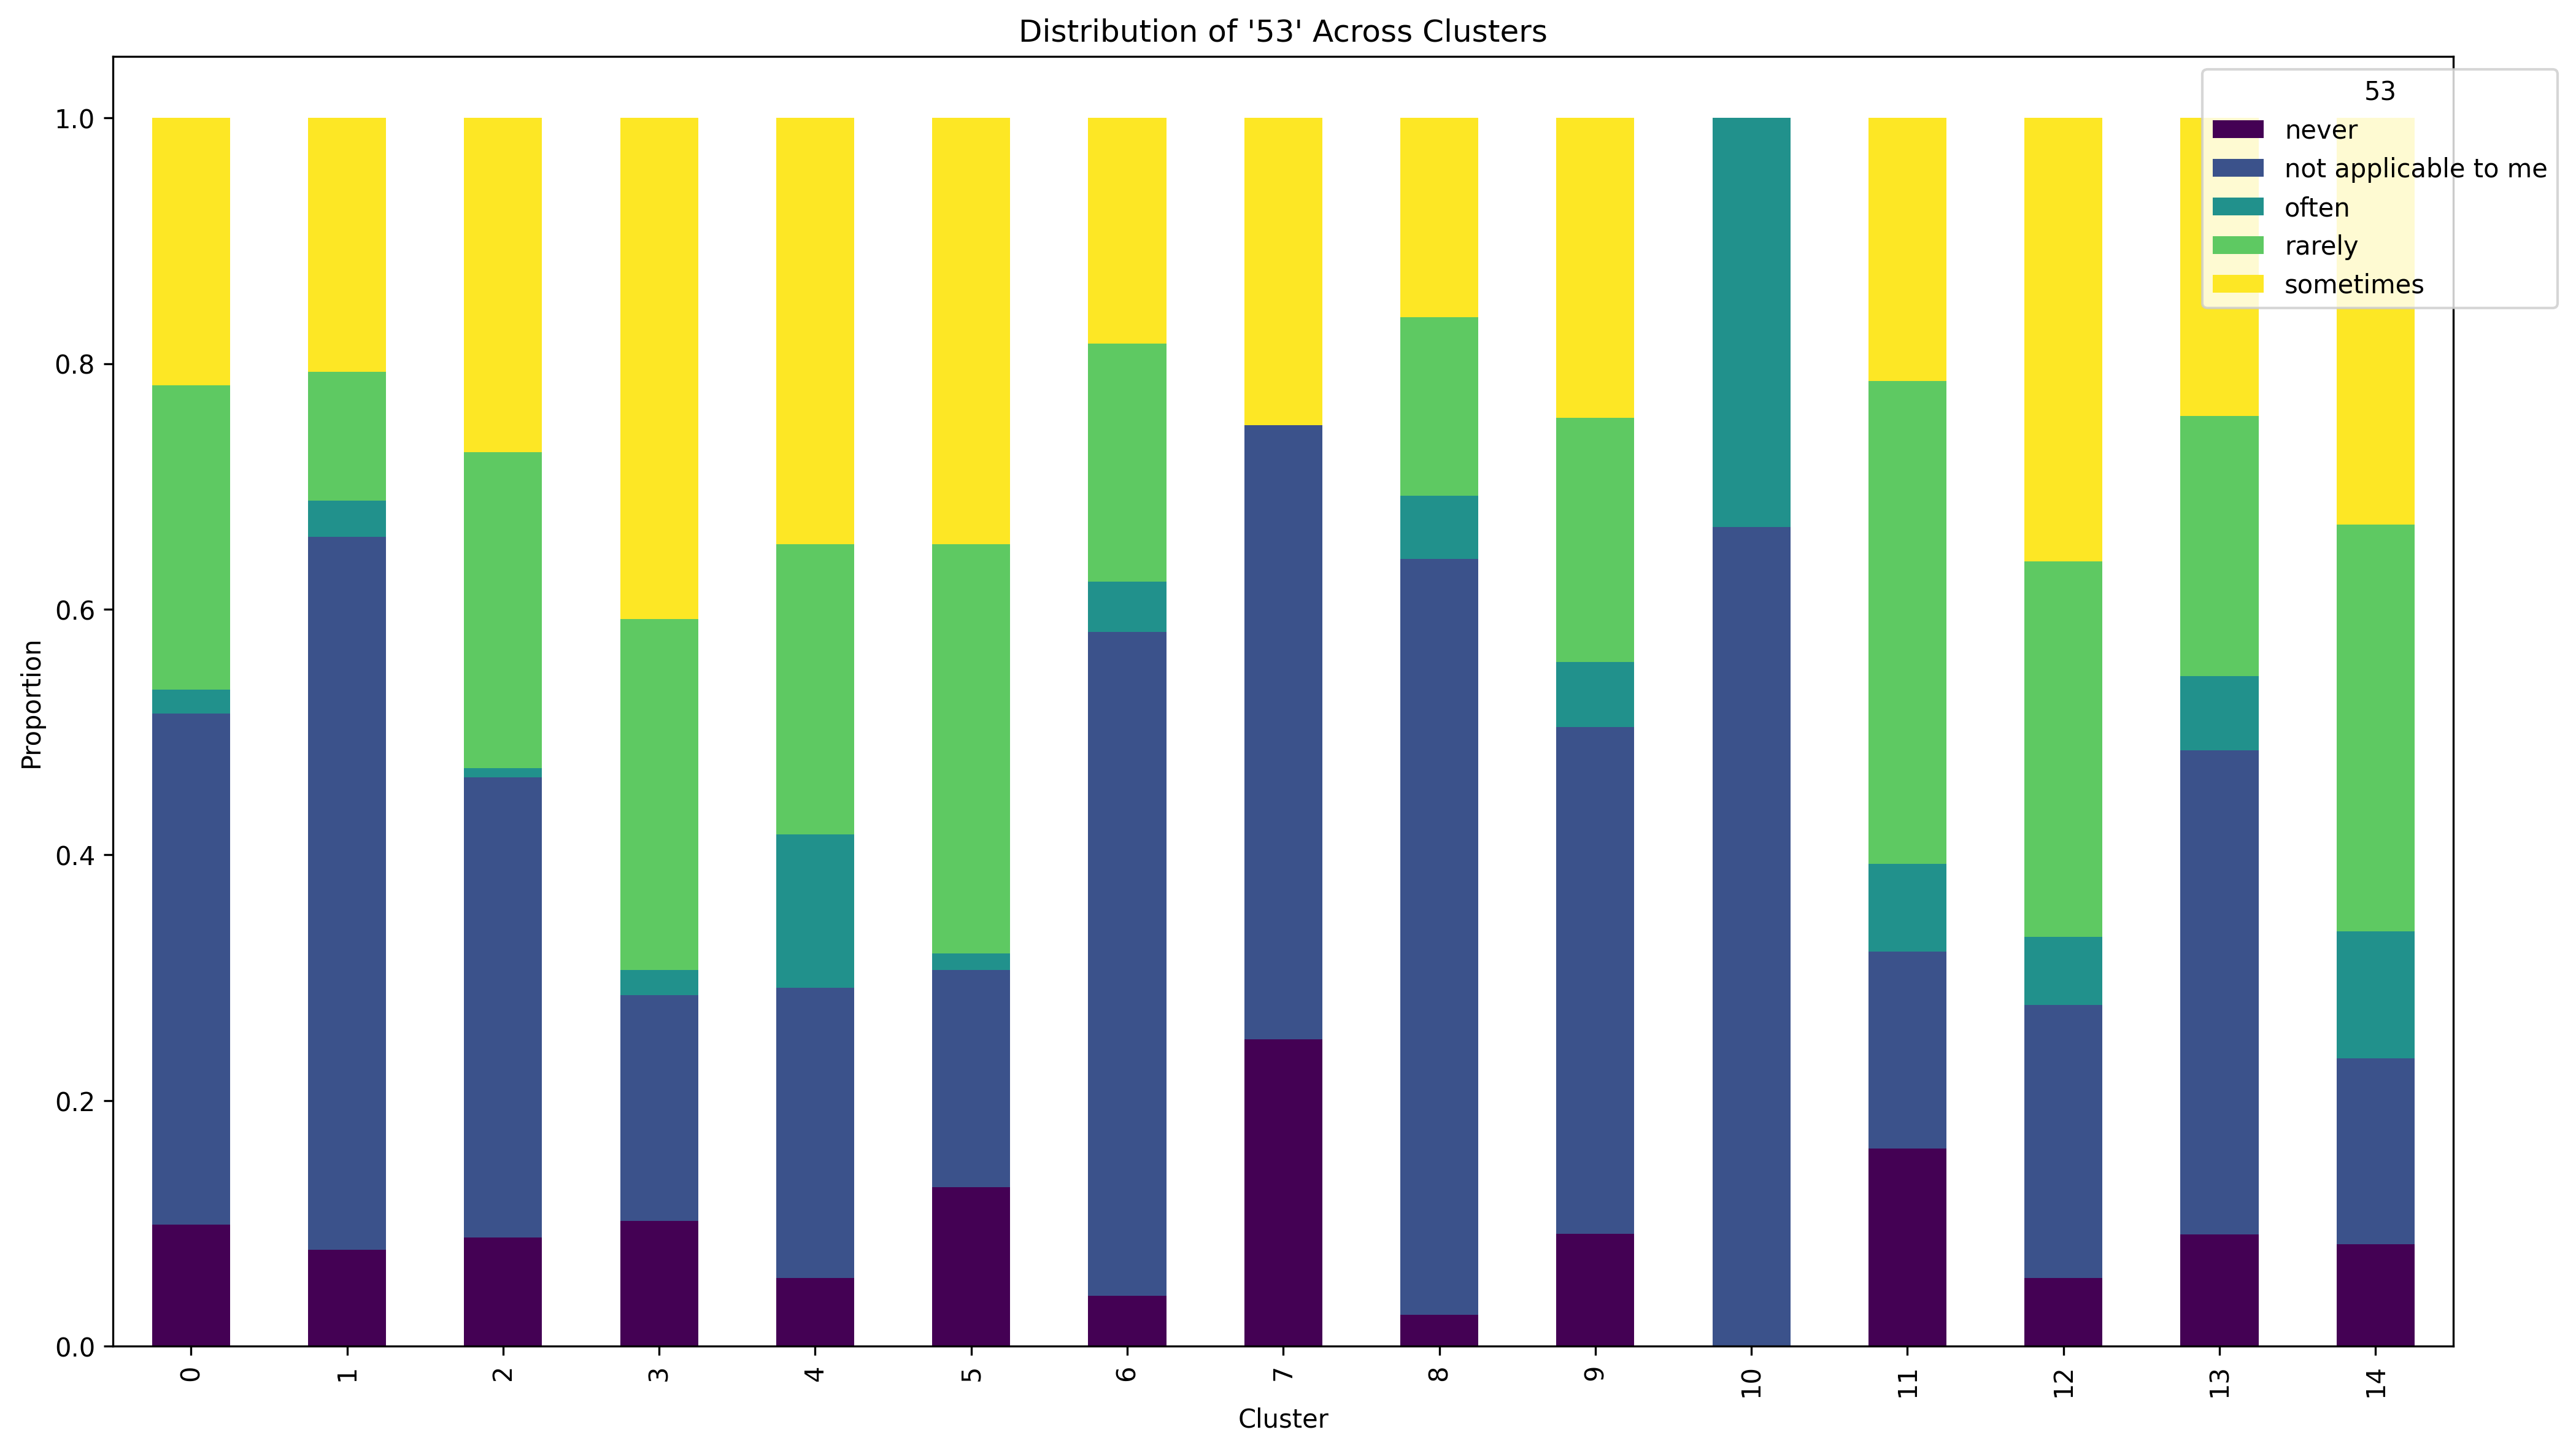 Distribution of '53' Across Clusters
53
never
not applicable to me
often
rarely
sometimes
Proportion
1.0
0.8
0.6
0.4
0.2
0.0
0
1
2
3
4
5
6
7
8
9
10
11
12
13
14
Cluster